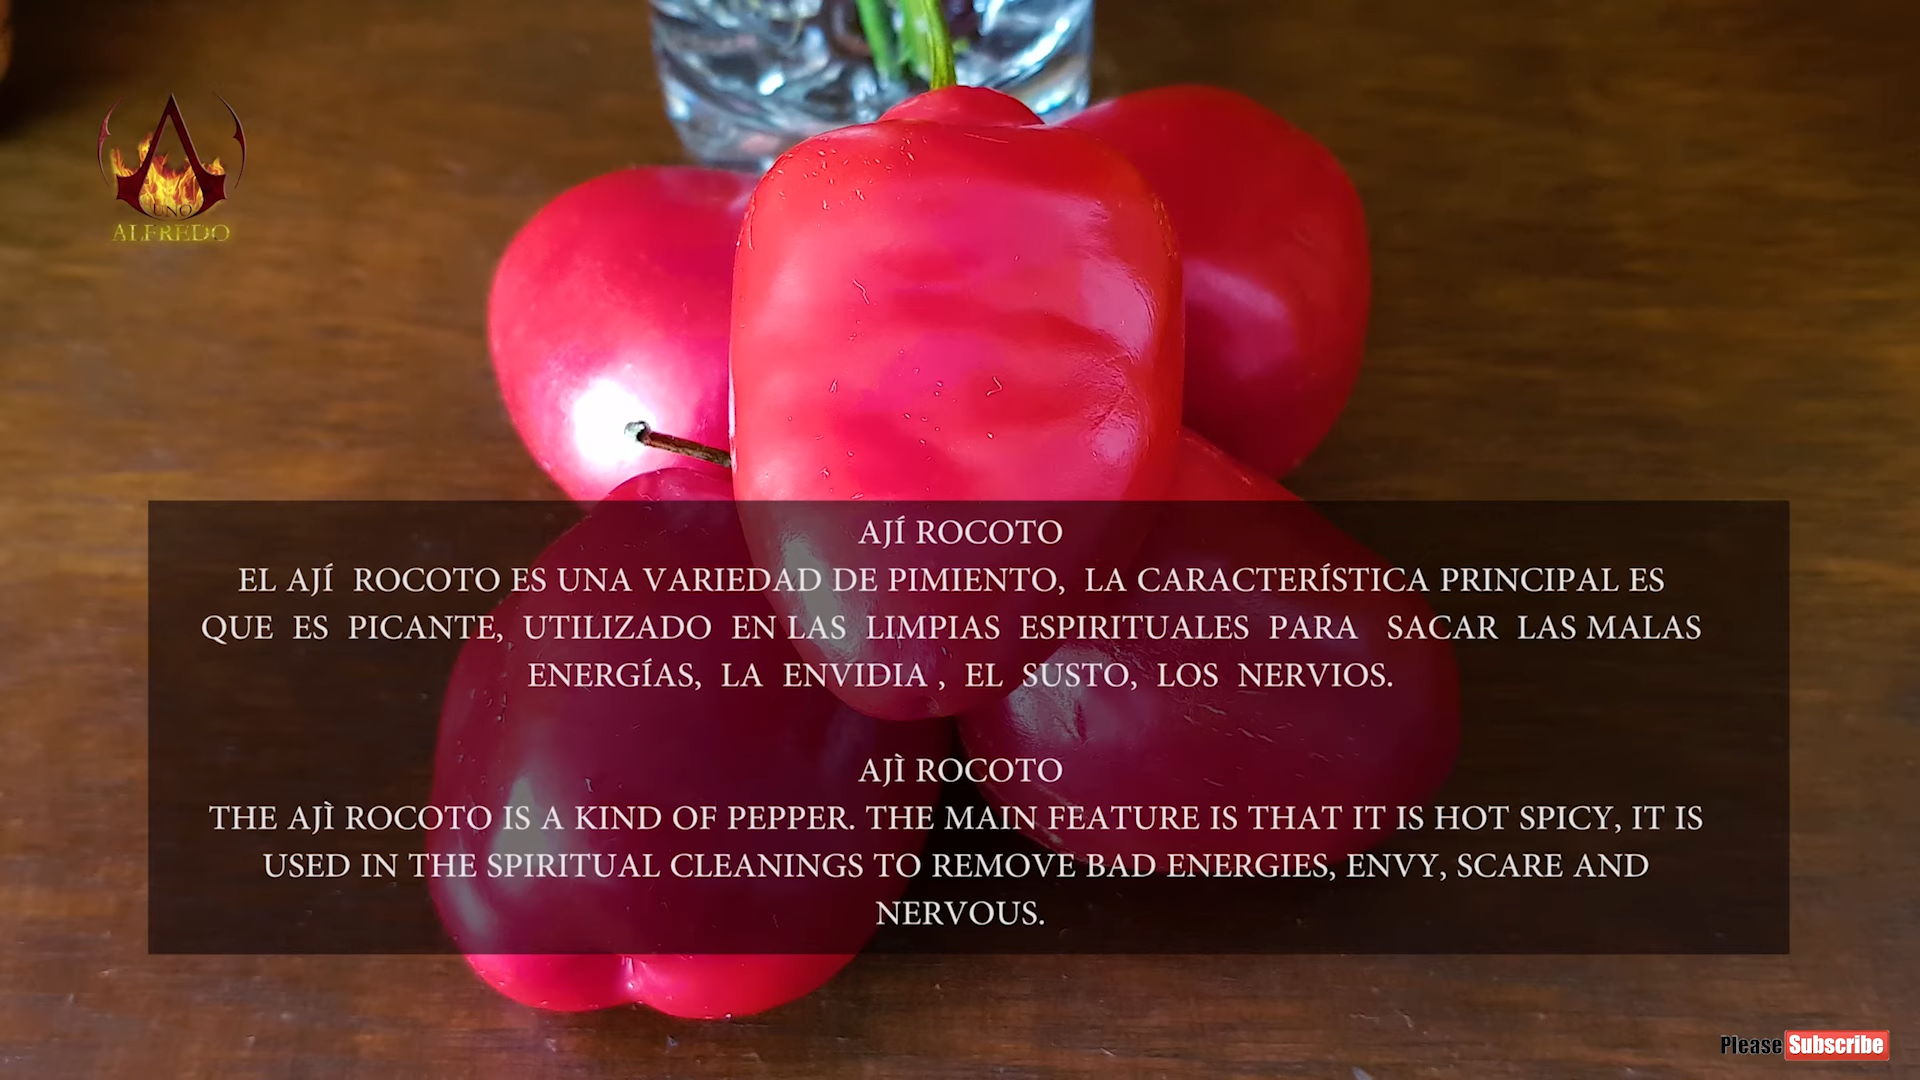 UNO
ALFREDO
AJÍ ROCOTO
EL AJÍ ROCOTO ES UNA VARIEDAD DE PIMIENTO, LA CARACTERÍSTICA PRINCIPAL ES
QUE ES PICANTE, UTILIZADO EN LAS LIMPIAS ESPIRITUALES PARA SACAR LAS MALAS
ENERGÍAS, LA ENVIDIA , EL SUSTO, LOS NERVIOS.
AJÌ ROCOTO
THE AJÌ ROCOTO IS A KIND OF PEPPER. THE MAIN FEATURE IS THAT IT IS HOT SPICY, IT IS
USED IN THE SPIRITUAL CLEANINGS TO REMOVE BAD ENERGIES, ENVY, SCARE AND
NERVOUS.
Please Subscribe